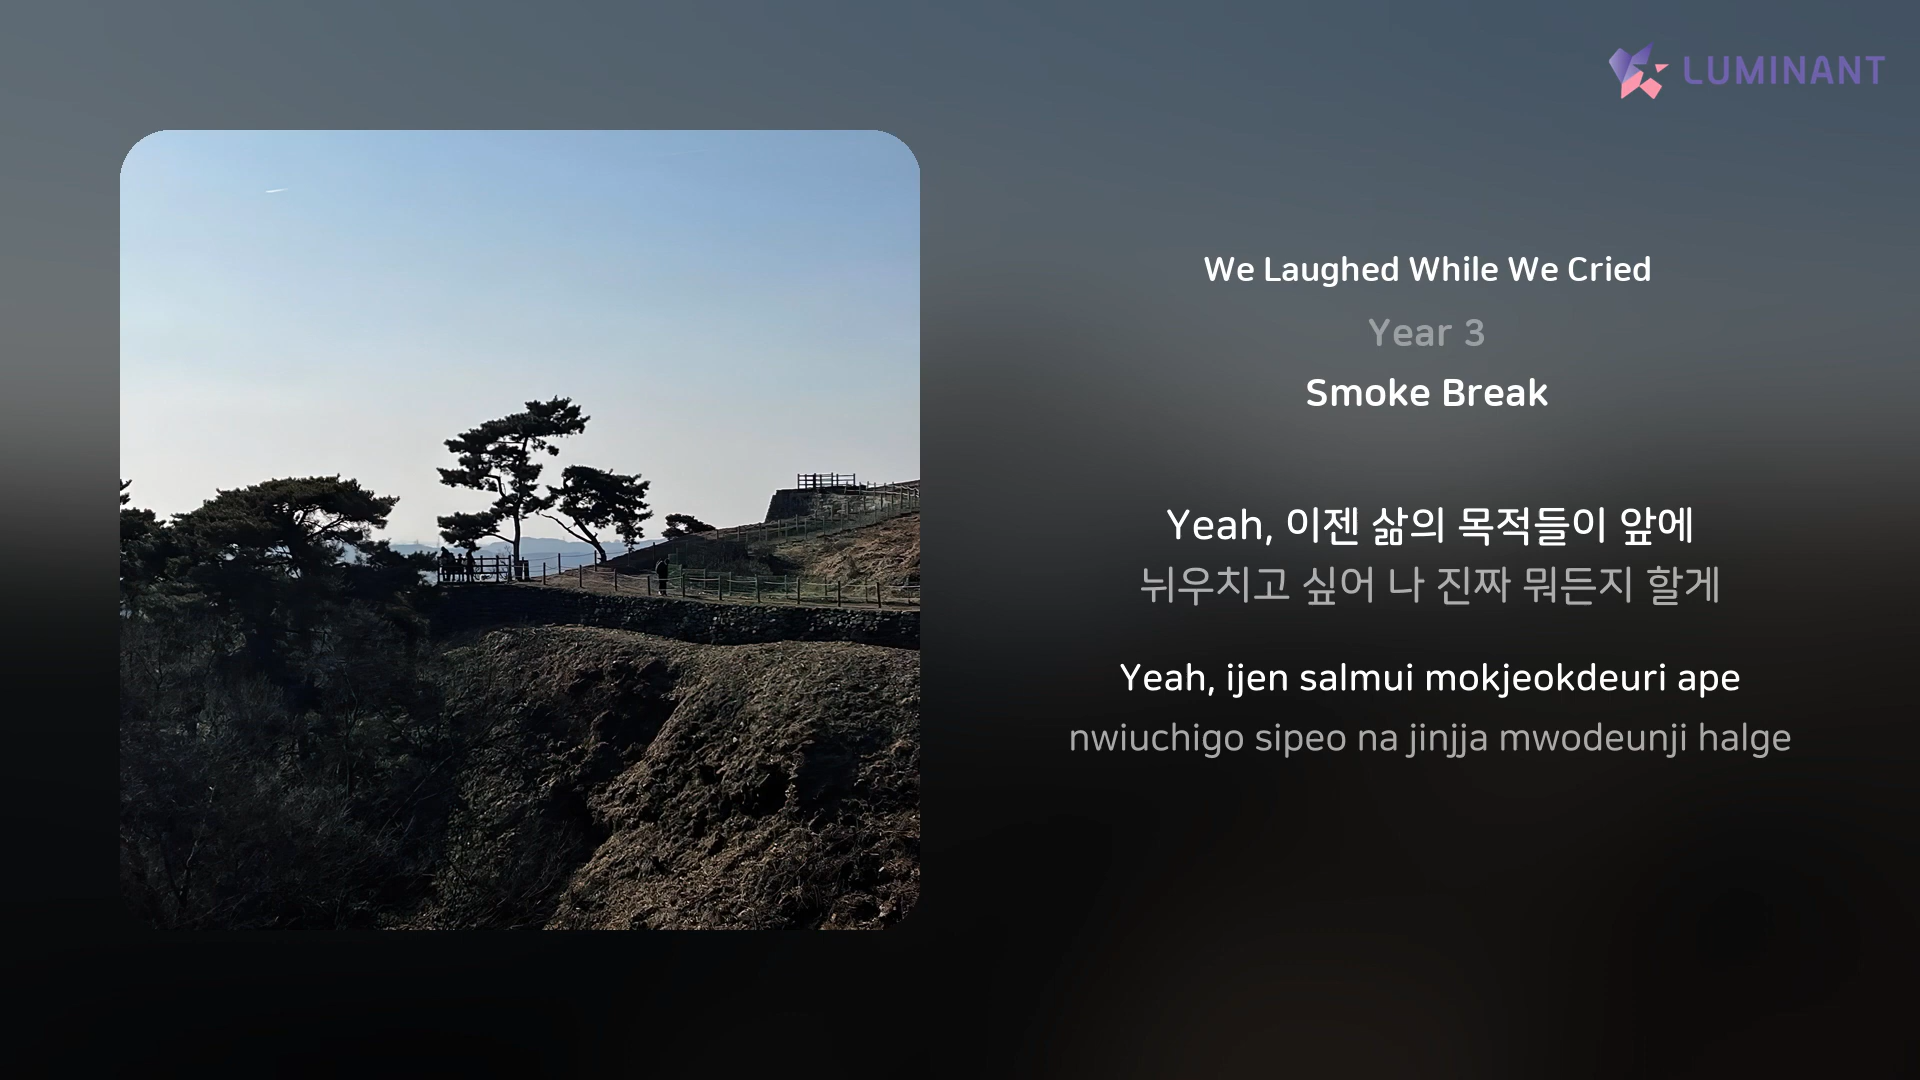 LUMINANT
We Laughed While We Cried
Year 3
Smoke Break
Yeah, 이젠 삶의 목적들이 앞에
뉘우치고 싶어 나 진짜 뭐든지 할게
Yeah, ijen salmui mokjeokdeuri ape
nwiuchigo sipeo na jinjja mwodeunji halge